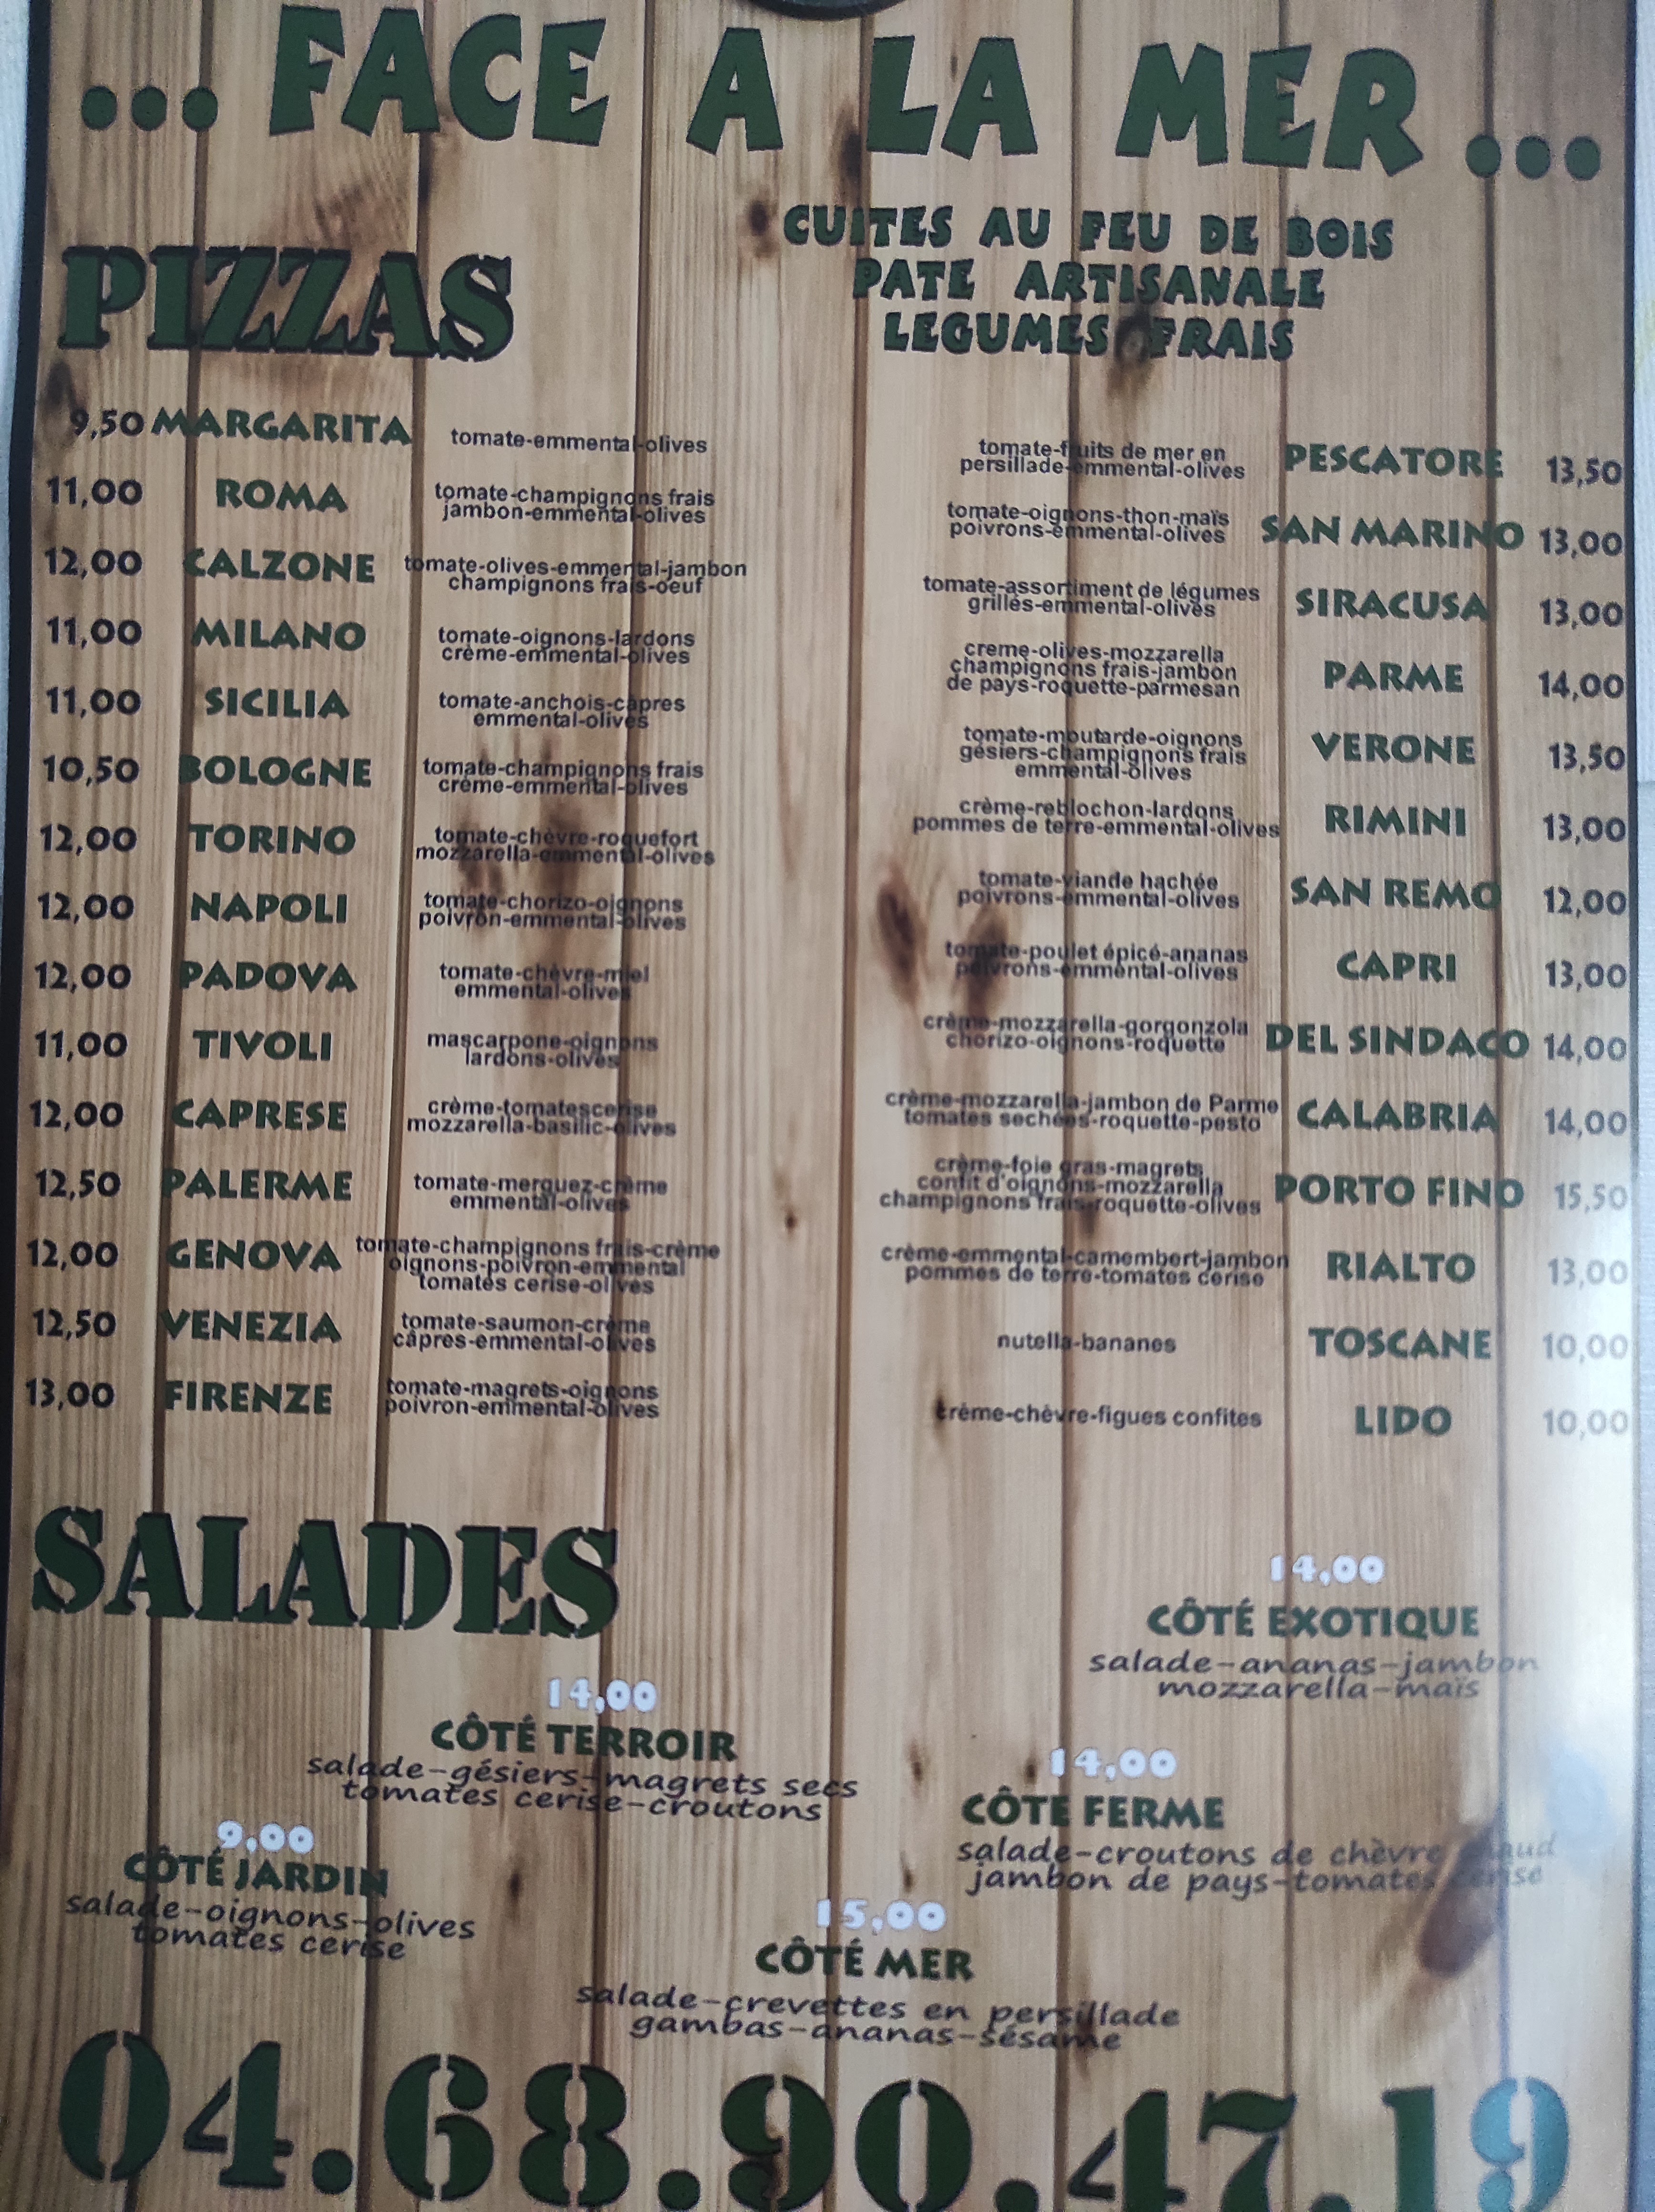 ... FACE A LA MER ...
CUITES AU FEU DE BOIS
PATE ARTISANALE
LEGUMES FRAIS
PIZZAS
9,50 MARGARITA tomate-emmental-olives
11,00 ROMA tomate-champignons frais
jambon-emmental-olives
12,00 CALZONE tomate-olives-emmental-jambon
champignons frais-oeuf
11,00 MILANO tomate-oignons-lardons
crème-emmental-olives
11,00 SICILIA tomate-anchois-câpres
emmental-olives
10,50 BOLOGNE tomate-champignons frais
crème-emmental-olives
12,00 TORINO tomate-chèvre-roquefort
mozzarella-emmental-olives
12,00 NAPOLI tomate-chorizo-oignons
poivron-emmental-olives
12,00 PADOVA tomate-chèvre-miel
emmental-olives
11,00 TIVOLI mascarpone-oignons
lardons-olives
12,00 CAPRESE crème-tomatescerise
mozzarella-basilic-olives
12,50 PALERME tomate-merguez-crème
emmental-olives
12,00 GENOVA tomate-champignons frais-crème
oignons-poivron-emmental
tomates cerise-olives
12,50 VENEZIA tomate-saumon-crème
câpres-emmental-olives
13,00 FIRENZE tomate-magrets-oignons
poivron-emmental-olives
tomate-fruits de mer en
persillade-emmental-olives PESCATORE 13,50
tomate-oignons-thon-maïs
poivrons-emmental-olives SAN MARINO 13,00
tomate-assortiment de légumes
grillés-emmental-olives SIRACUSA 13,00
creme-olives-mozzarella
champignons frais-jambon
de pays-roquette-parmesan PARME 14,00
tomate-moutarde-oignons
gésiers-champignons frais
emmental-olives VERONE 13,50
crème-reblochon-lardons
pommes de terre-emmental-olives RIMINI 13,00
tomate-viande hachée
poivrons-emmental-olives SAN REMO 12,00
tomate-poulet épicé-ananas
poivrons-emmental-olives CAPRI 13,00
crème-mozzarella-gorgonzola
chorizo-oignons-roquette DEL SINDACO 14,00
crème-mozzarella-jambon de Parme
tomates sechées-roquette-pesto CALABRIA 14,00
crème-foie gras-magrets
confit d'oignons-mozzarella
champignons frais-roquette-olives PORTO FINO 15,50
crème-emmental-camembert-jambon
pommes de terre-tomates cerise RIALTO 13,00
nutella-bananes TOSCANE 10,00
crème-chèvre-figues confites LIDO 10,00
SALADES
14,00
CÔTÉ EXOTIQUE
salade-ananas-jambon
mozzarella-maïs
14,00
CÔTÉ TERROIR
salade-gésiers-magrets secs
tomates cerise-croutons
14,00
CÔTÉ FERME
salade-croutons de chèvre chaud
jambon de pays-tomates cerise
9,00
CÔTÉ JARDIN
salade-oignons-olives
tomates cerise
15,00
CÔTÉ MER
salade-crevettes en persillade
gambas-ananas-sésame
04.68.90.47.19